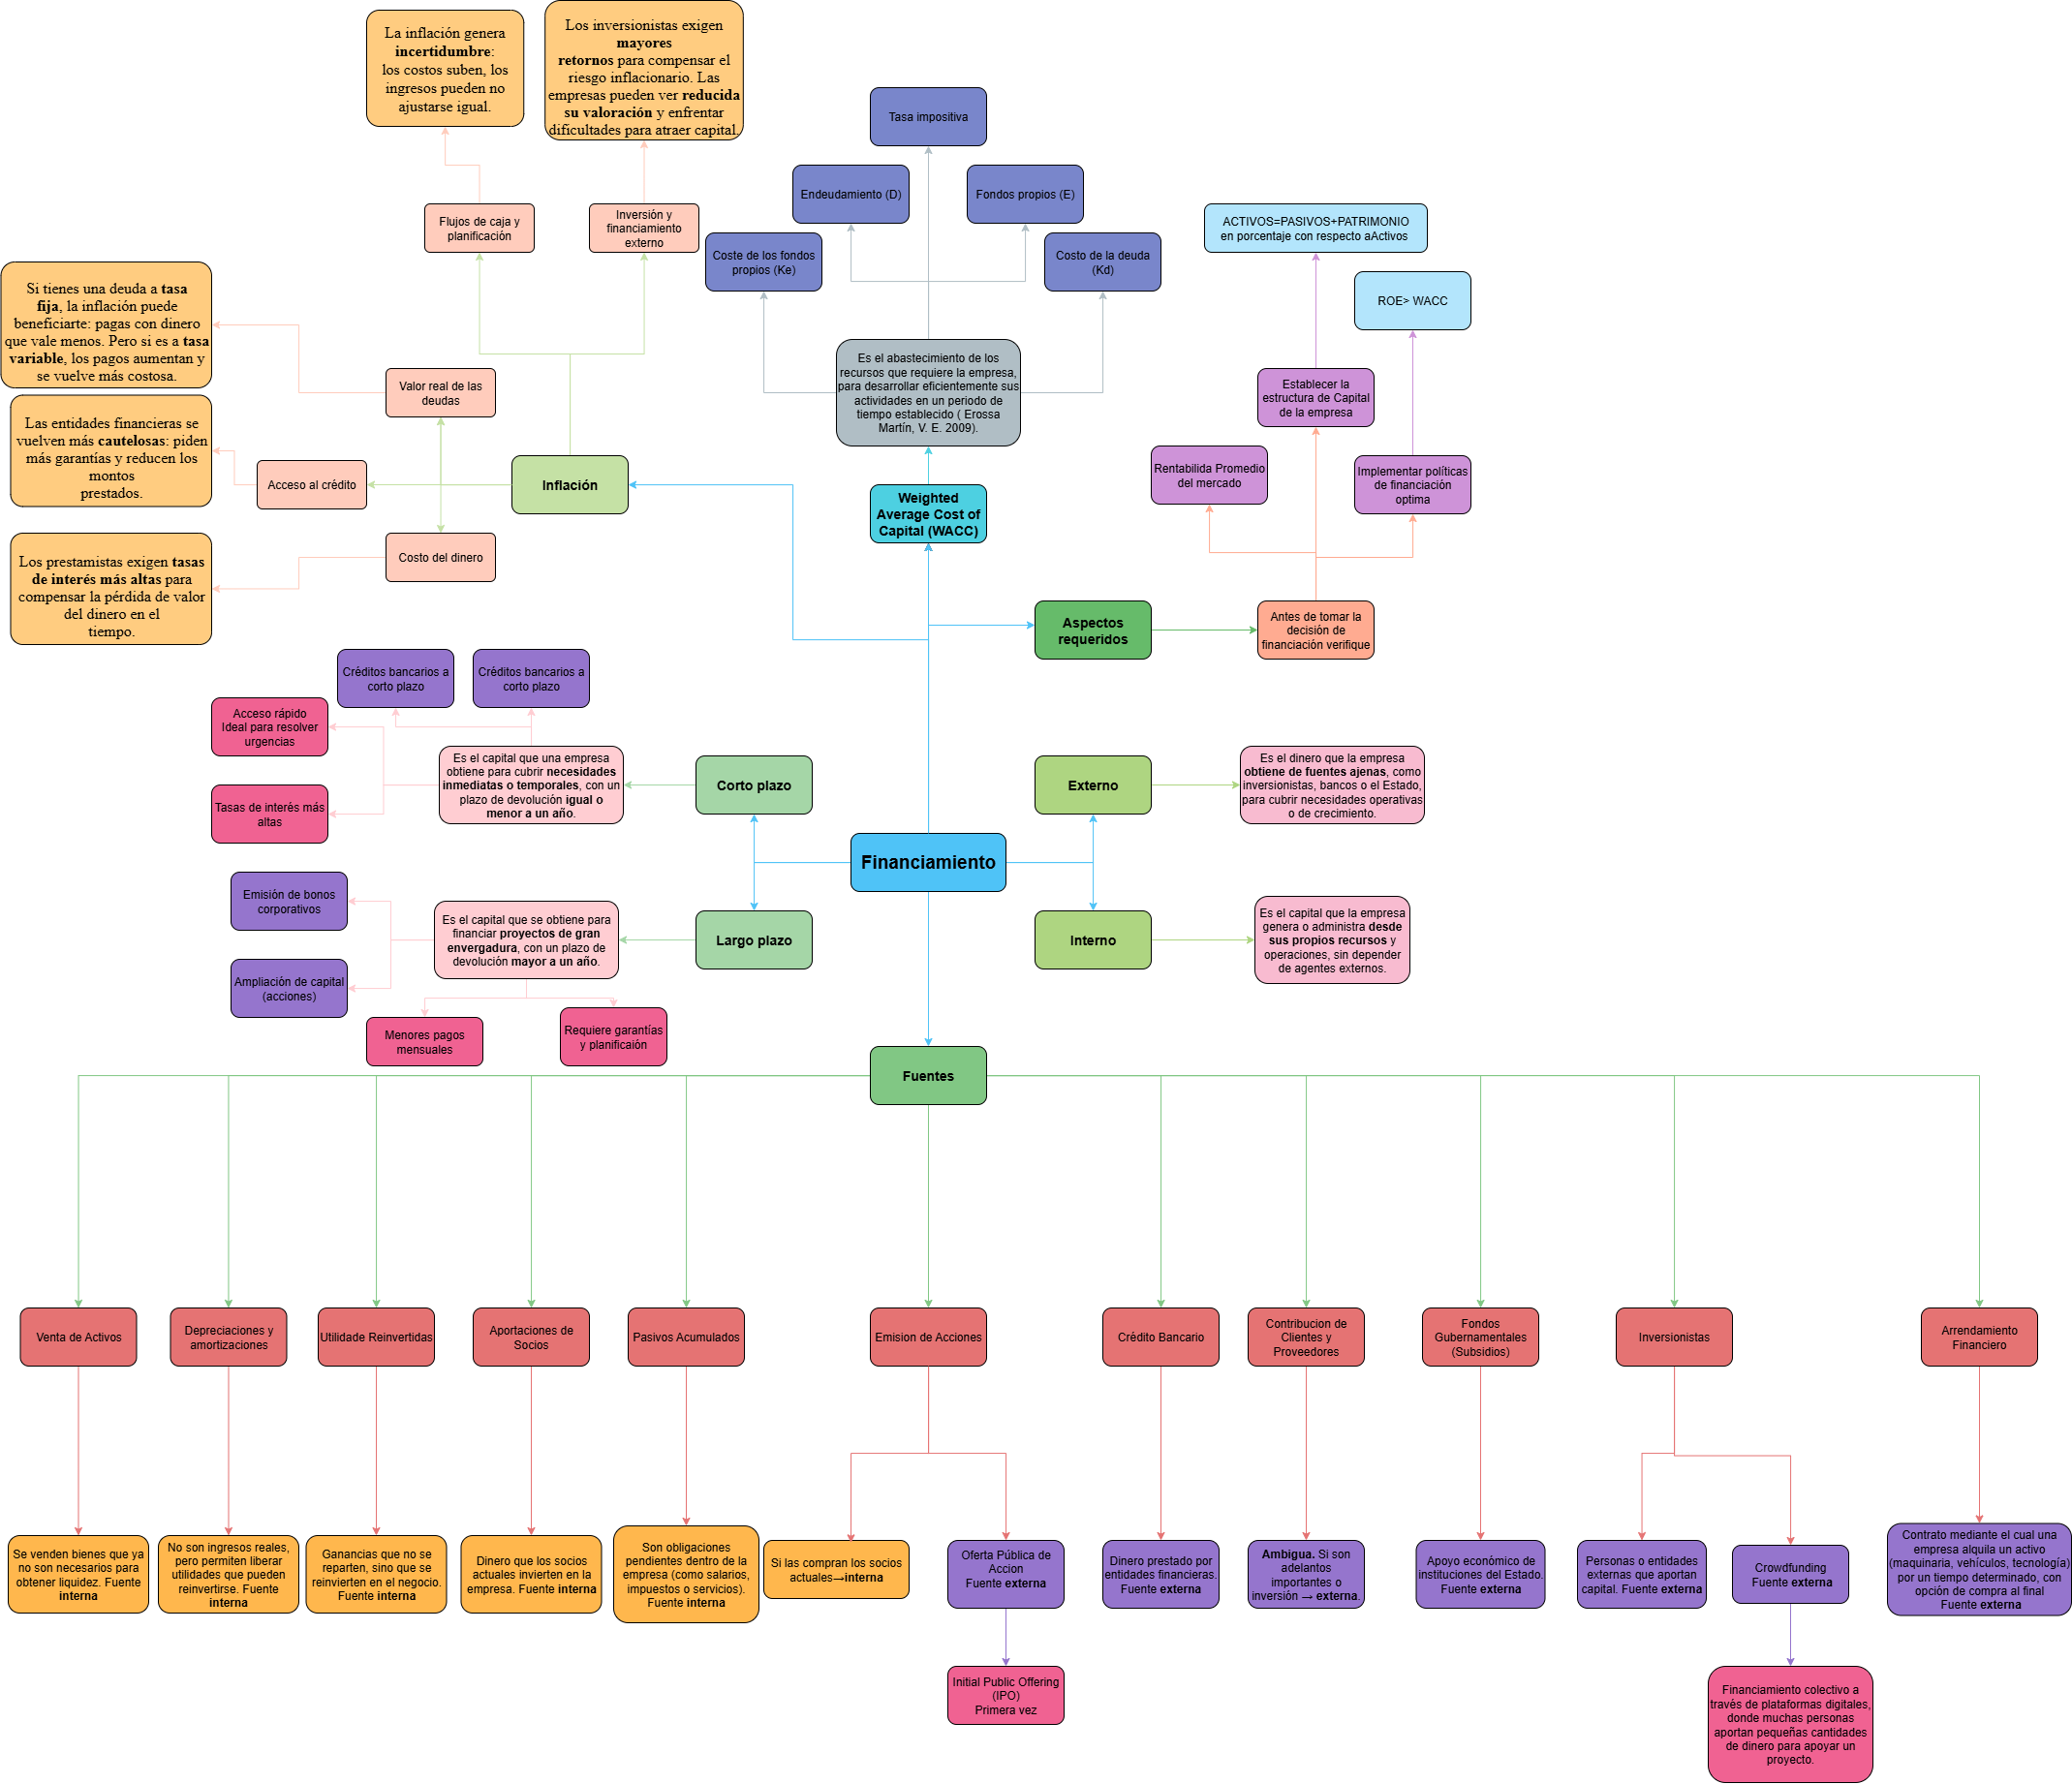 La inflación genera
incertidumbre:
los costos suben, los
ingresos pueden no
ajustarse igual.
Los inversionistas exigen
mayores
retornos para compensar el
riesgo inflacionario. Las
empresas pueden ver reducida
su valoración y enfrentar
dificultades para atraer capital.
Tasa impositiva
Endeudamiento (D)
Fondos propios (E)
Coste de los fondos
propios (Ke)
Costo de la deuda
(Kd)
Flujos de caja y
planificación
Inversión y
financiamiento
externo
ACTIVOS=PASIVOS+PATRIMONIO
en porcentaje con respecto aActivos
ROE> WACC
Si tienes una deuda a tasa
fija, la inflación puede
beneficiarte: pagas con dinero
que vale menos. Pero si es a tasa
variable, los pagos aumentan y
se vuelve más costosa.
Valor real de las
deudas
Es el abastecimiento de los
recursos que requiere la empresa,
para desarrollar eficientemente sus
actividades en un periodo de
tiempo establecido ( Erossa
Martín, V. E. 2009).
Establecer la
estructura de Capital
de la empresa
Las entidades financieras se
vuelven más cautelosas: piden
más garantías y reducen los
montos
prestados.
Acceso al crédito
Inflación
Weighted
Average Cost of
Capital (WACC)
Rentabilida Promedio
del mercado
Implementar políticas
de financiación
optima
Los prestamistas exigen tasas
de interés más altas para
compensar la pérdida de valor
del dinero en el
tiempo.
Costo del dinero
Aspectos
requeridos
Antes de tomar la
decisión de
financiación verifique
Créditos bancarios a
corto plazo
Créditos bancarios a
corto plazo
Acceso rápido
Ideal para resolver
urgencias
Tasas de interés más
altas
Es el capital que una empresa
obtiene para cubrir necesidades
inmediatas o temporales, con un
plazo de devolución igual o
menor a un año.
Corto plazo
Externo
Es el dinero que la empresa
obtiene de fuentes ajenas, como
inversionistas, bancos o el Estado,
para cubrir necesidades operativas
o de crecimiento.
Financiamiento
Emisión de bonos
corporativos
Ampliación de capital
(acciones)
Es el capital que se obtiene para
financiar proyectos de gran
envergadura, con un plazo de
devolución mayor a un año.
Largo plazo
Interno
Es el capital que la empresa
genera o administra desde
sus propios recursos y
operaciones, sin depender
de agentes externos.
Menores pagos
mensuales
Requiere garantías
y planificaión
Fuentes
Venta de Activos
Depreciaciones y
amortizaciones
Utilidade Reinvertidas
Aportaciones de
Socios
Pasivos Acumulados
Emision de Acciones
Crédito Bancario
Contribucion de
Clientes y
Proveedores
Fondos
Gubernamentales
(Subsidios)
Inversionistas
Arrendamiento
Financiero
Se venden bienes que ya
no son necesarios para
obtener liquidez. Fuente
interna
No son ingresos reales,
pero permiten liberar
utilidades que pueden
reinvertirse. Fuente
interna
Ganancias que no se
reparten, sino que se
reinvierten en el negocio.
Fuente interna
Dinero que los socios
actuales invierten en la
empresa. Fuente interna
Son obligaciones
pendientes dentro de la
empresa (como salarios,
impuestos o servicios).
Fuente interna
Si las compran los socios
actuales→interna
Oferta Pública de
Accion
Fuente externa
Dinero prestado por
entidades financieras.
Fuente externa
Ambigua. Si son
adelantos
importantes o
inversión → externa.
Apoyo económico de
instituciones del Estado.
Fuente externa
Personas o entidades
externas que aportan
capital. Fuente externa
Crowdfunding
Fuente externa
Contrato mediante el cual una
empresa alquila un activo
(maquinaria, vehículos, tecnología)
por un tiempo determinado, con
opción de compra al final
Fuente externa
Initial Public Offering
(IPO)
Primera vez
Financiamiento colectivo a
través de plataformas digitales,
donde muchas personas
aportan pequeñas cantidades
de dinero para apoyar un
proyecto.